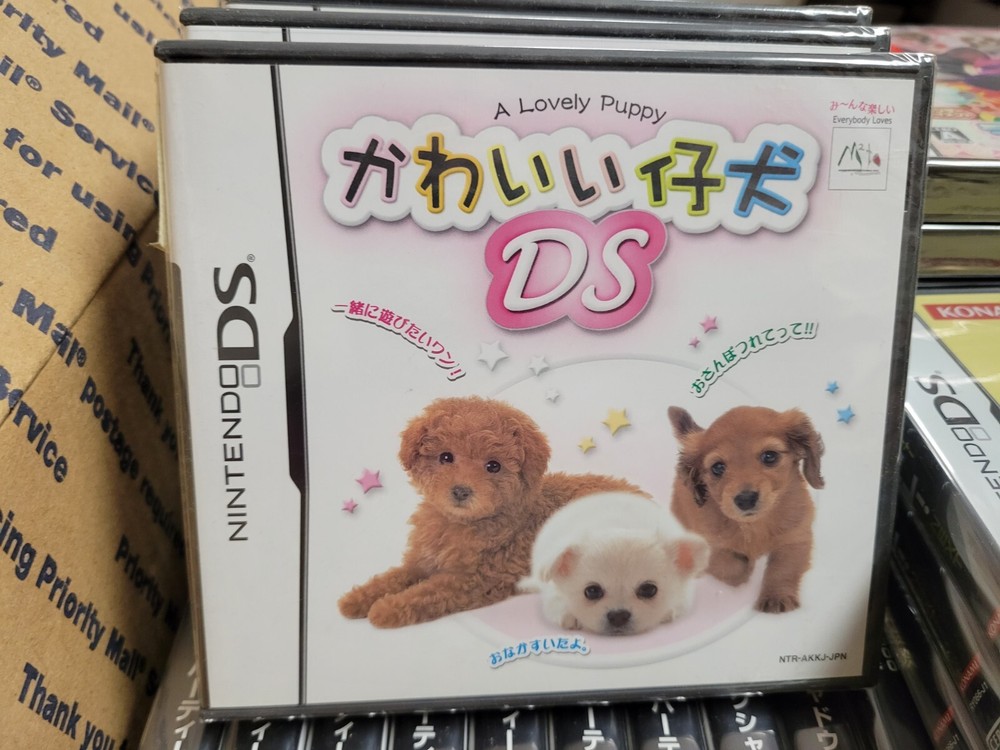 A Lovely Puppy
かわいい仔犬
DS
み〜んな楽しい
Everybody Loves
一緒に遊びたいワン!!
おさんぽつれてって!!
おなかすいたよ。
NTR-AKKJ-JPN
NINTENDO DS®
Priority Mail®
for using
Priority Mail®
Thank you
postage required
Service
Priority Mail®
Thank you
KONA
NINTENDO DS